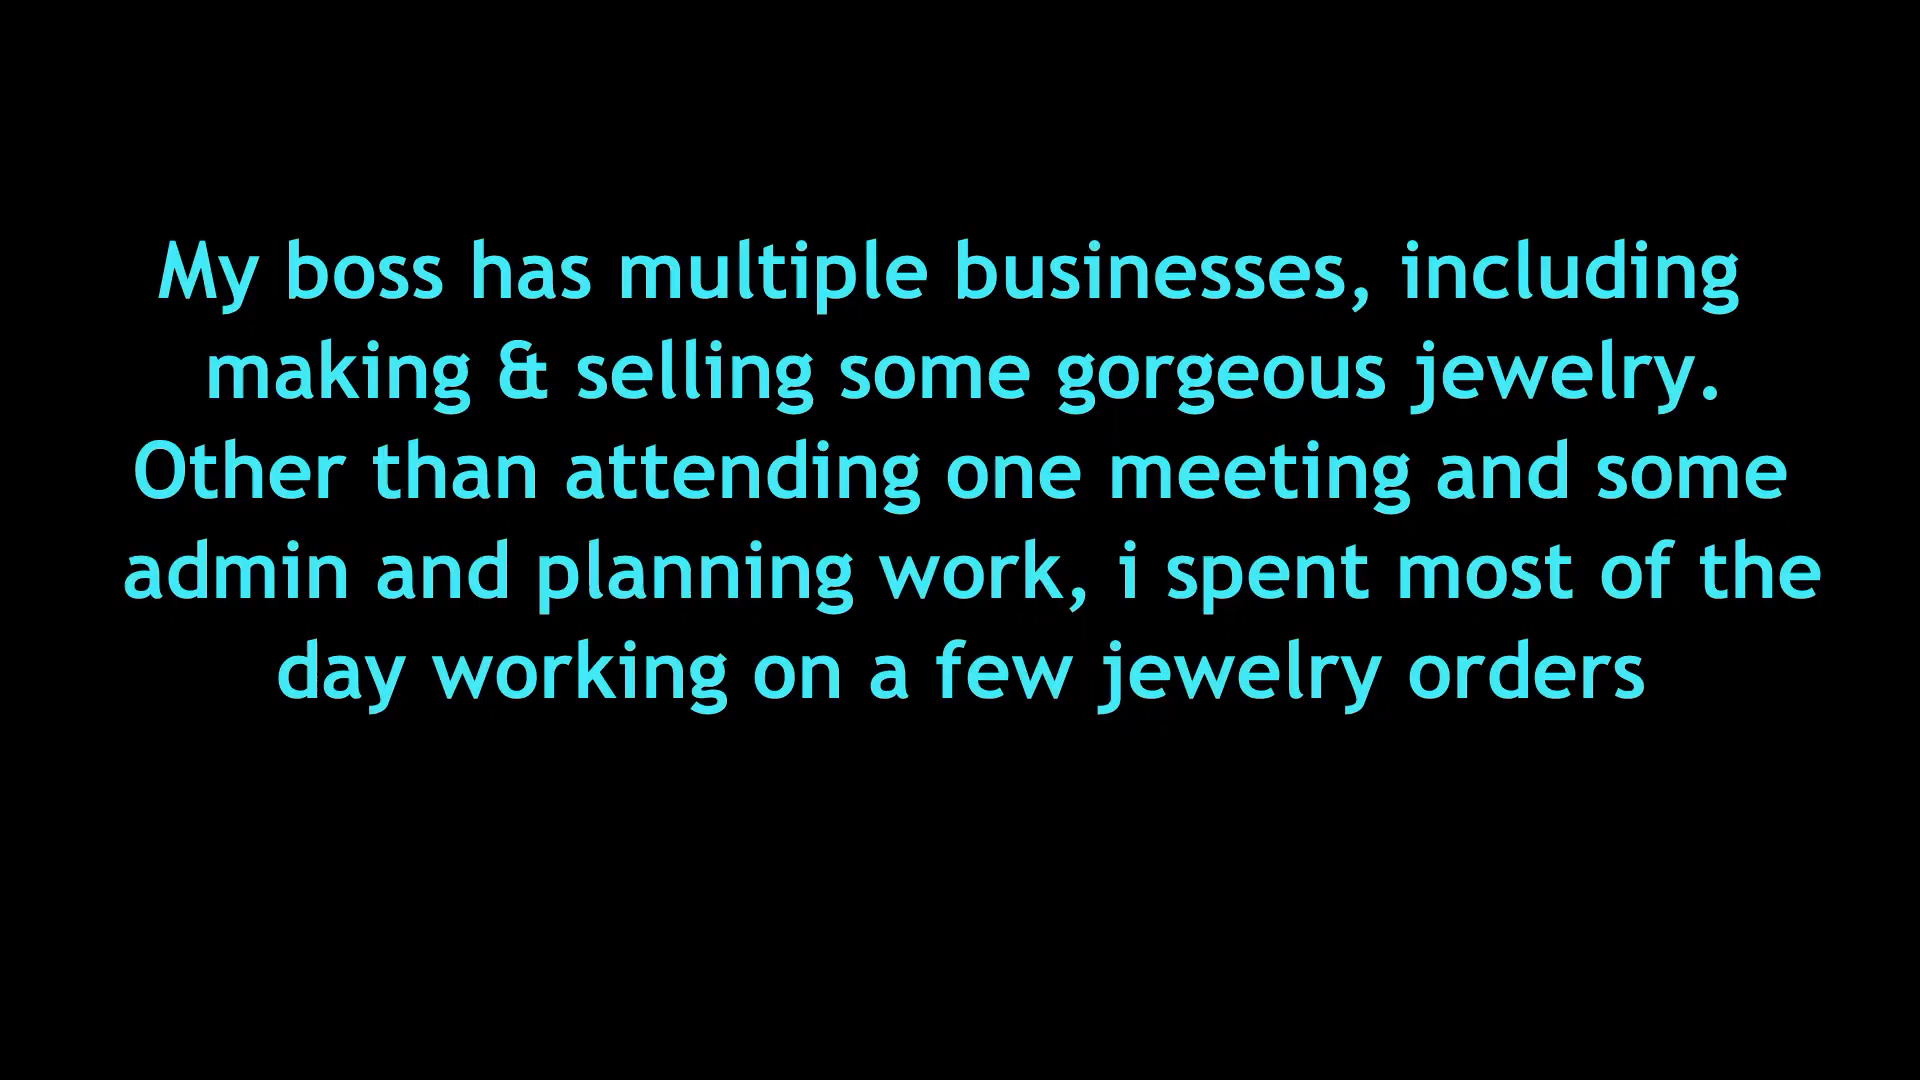 My boss has multiple businesses, including
making & selling some gorgeous jewelry.
Other than attending one meeting and some
admin and planning work, i spent most of the
day working on a few jewelry orders